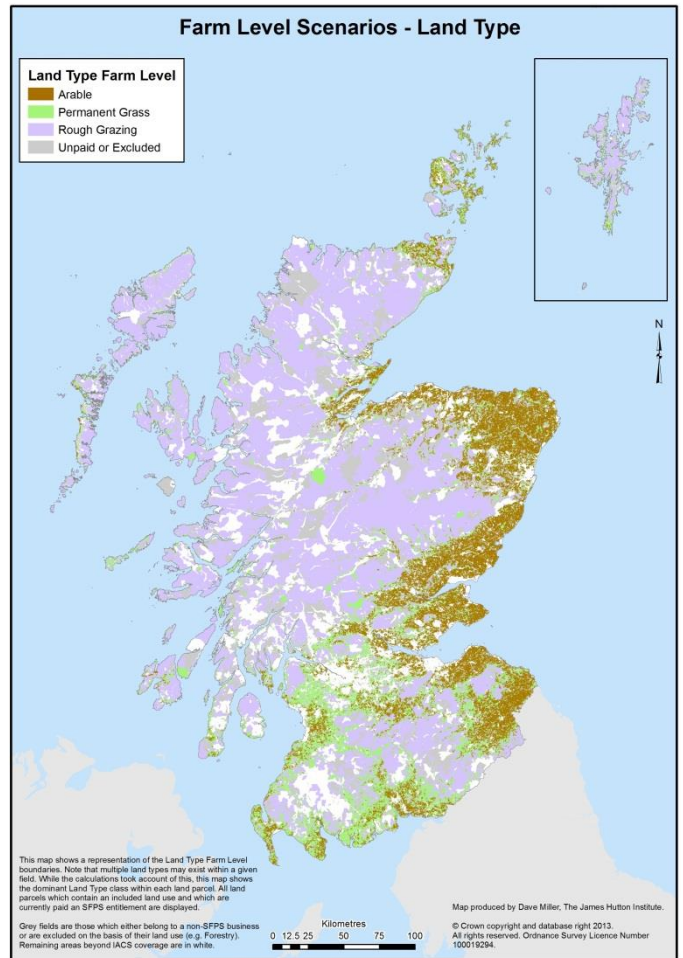 Farm Level Scenarios - Land Type
Land Type Farm Level
Arable
Permanent Grass
Rough Grazing
Unpaid or Excluded
N
This map shows a representation of the Land Type Farm Level
boundaries. Note that multiple land types may exist within a given
field. While the calculations took account of this, this map shows
the dominant Land Type class within each land parcel. All land
parcels which contain an included land use and which are
currently paid an SFPS entitlement are displayed.
Grey fields are those which either belong to a non-SFPS business
or are excluded on the basis of their land use (e.g. Forestry).
Remaining areas beyond IACS coverage are in white.
Kilometres
0 12.5 25 50 75 100
Map produced by Dave Miller, The James Hutton Institute.
© Crown copyright and database right 2013.
All rights reserved. Ordnance Survey Licence Number
100019294.